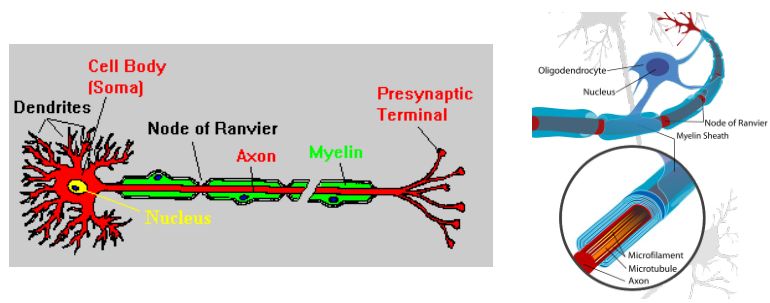 Cell Body
(Soma)
Dendrites
Node of Ranvier
Axon
Myelin
Presynaptic
Terminal
Nucleus
Oligodendrocyte
Nucleus
Node of Ranvier
Myelin Sheath
Microfilament
Microtubule
Axon